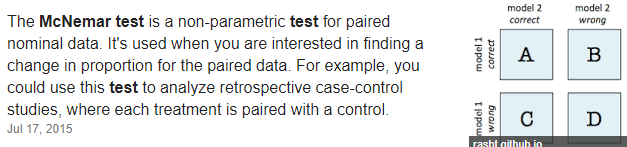 The McNemar test is a non-parametric test for paired
nominal data. It's used when you are interested in finding a
change in proportion for the paired data. For example, you
could use this test to analyze retrospective case-control
studies, where each treatment is paired with a control.
Jul 17, 2015
model 2
correct
model 2
wrong
model 1
correct
A
B
model 1
wrong
C
D
rasbt.github.io